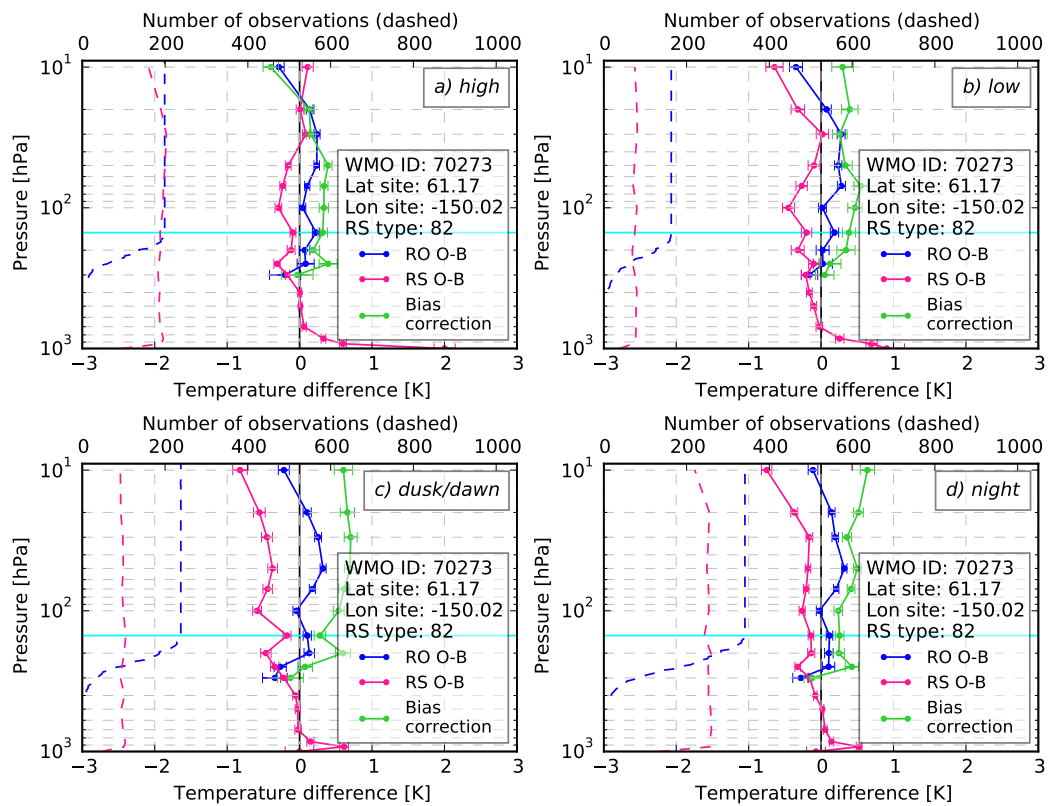 Number of observations (dashed)
0 200 400 600 800 1000
10¹
10²
10³
Pressure [hPa]
a) high
WMO ID: 70273
Lat site: 61.17
Lon site: -150.02
RS type: 82
RO O-B
RS O-B
Bias
correction
−3 −2 −1 0 1 2 3
Temperature difference [K]
Number of observations (dashed)
0 200 400 600 800 1000
10¹
10²
10³
Pressure [hPa]
b) low
WMO ID: 70273
Lat site: 61.17
Lon site: -150.02
RS type: 82
RO O-B
RS O-B
Bias
correction
−3 −2 −1 0 1 2 3
Temperature difference [K]
Number of observations (dashed)
0 200 400 600 800 1000
10¹
10²
10³
Pressure [hPa]
c) dusk/dawn
WMO ID: 70273
Lat site: 61.17
Lon site: -150.02
RS type: 82
RO O-B
RS O-B
Bias
correction
−3 −2 −1 0 1 2 3
Temperature difference [K]
Number of observations (dashed)
0 200 400 600 800 1000
10¹
10²
10³
Pressure [hPa]
d) night
WMO ID: 70273
Lat site: 61.17
Lon site: -150.02
RS type: 82
RO O-B
RS O-B
Bias
correction
−3 −2 −1 0 1 2 3
Temperature difference [K]